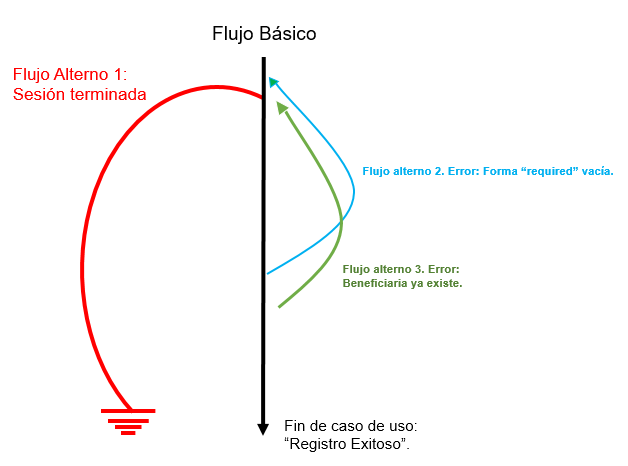 Flujo Básico
Flujo Alterno 1:
Sesión terminada
Flujo alterno 2. Error: Forma “required” vacía.
Flujo alterno 3. Error:
Beneficiaria ya existe.
Fin de caso de uso:
“Registro Exitoso”.